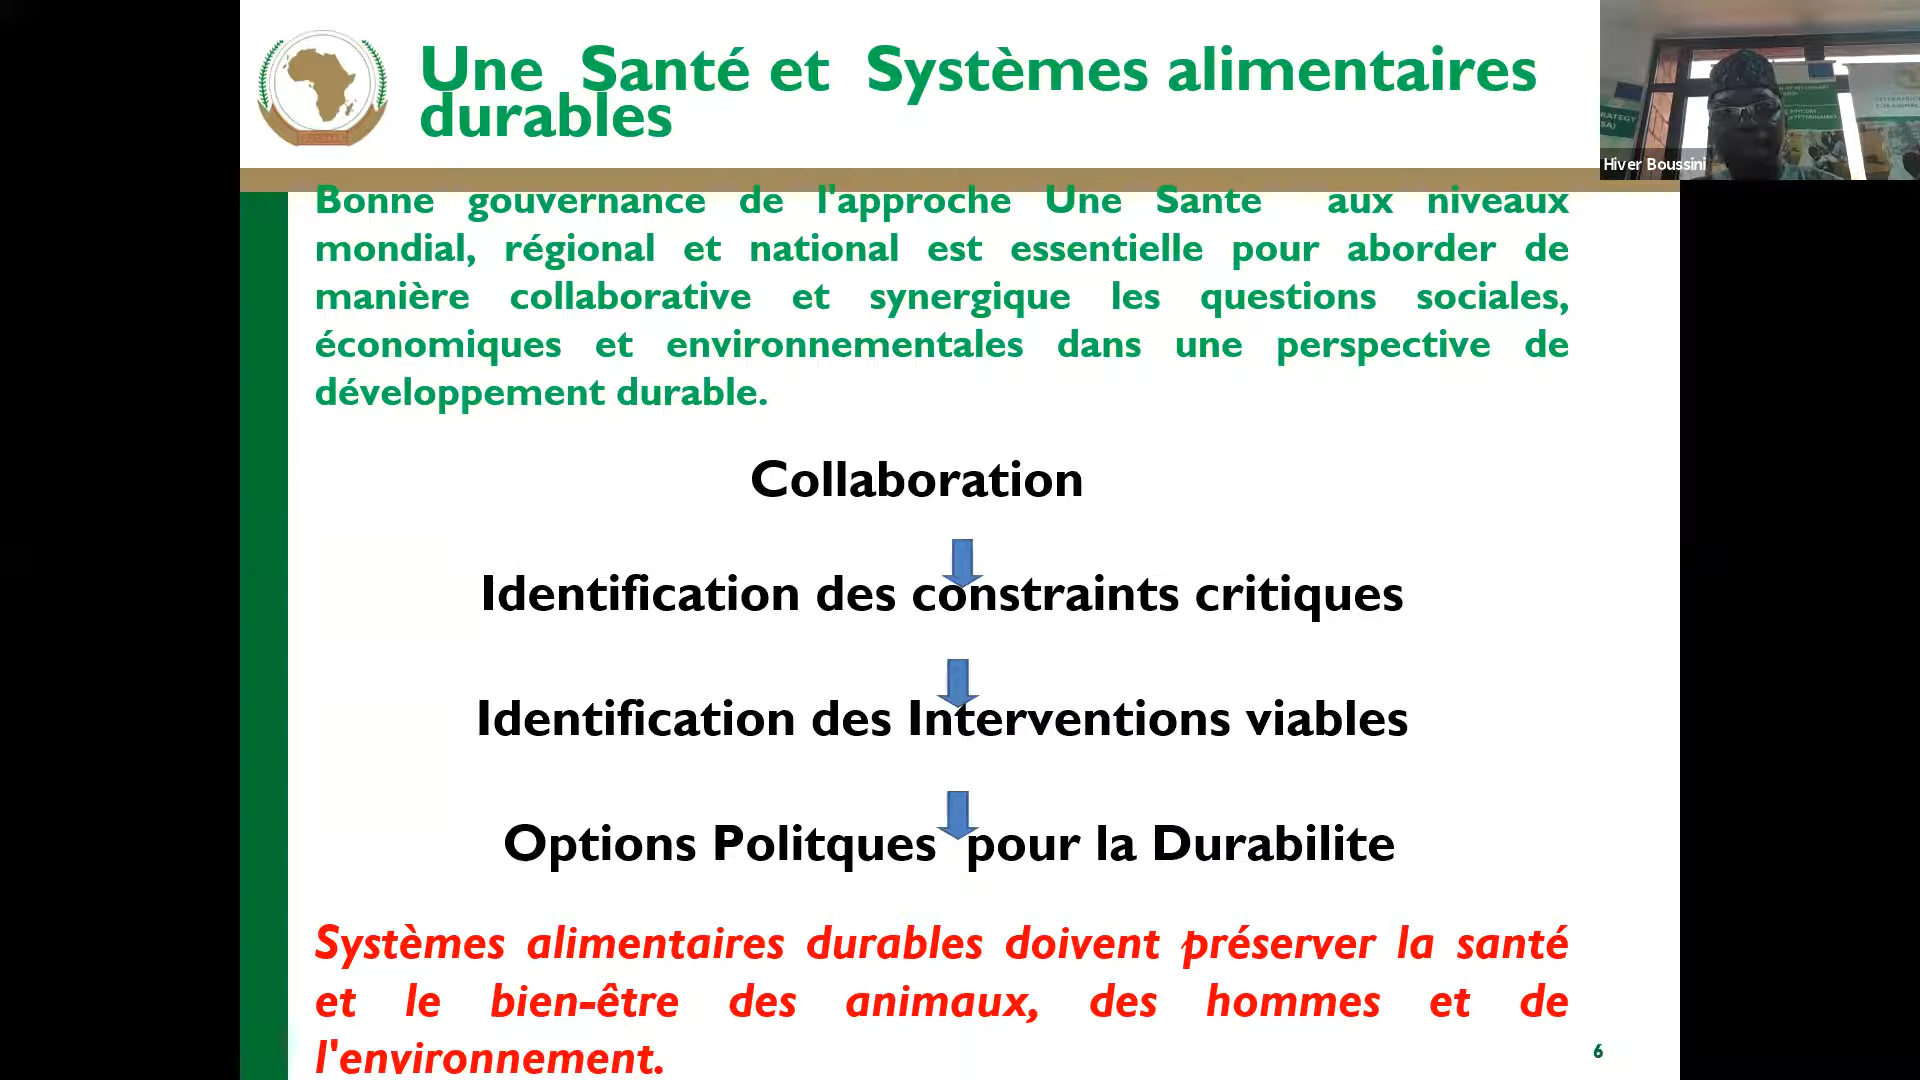 Une Santé et Systèmes alimentaires
durables
Hiver Boussini
Bonne gouvernance de l'approche Une Sante aux niveaux
mondial, régional et national est essentielle pour aborder de
manière collaborative et synergique les questions sociales,
économiques et environnementales dans une perspective de
développement durable.
Collaboration
Identification des constraints critiques
Identification des Interventions viables
Options Politques pour la Durabilite
Systèmes alimentaires durables doivent préserver la santé
et le bien-être des animaux, des hommes et de
l'environnement.
6